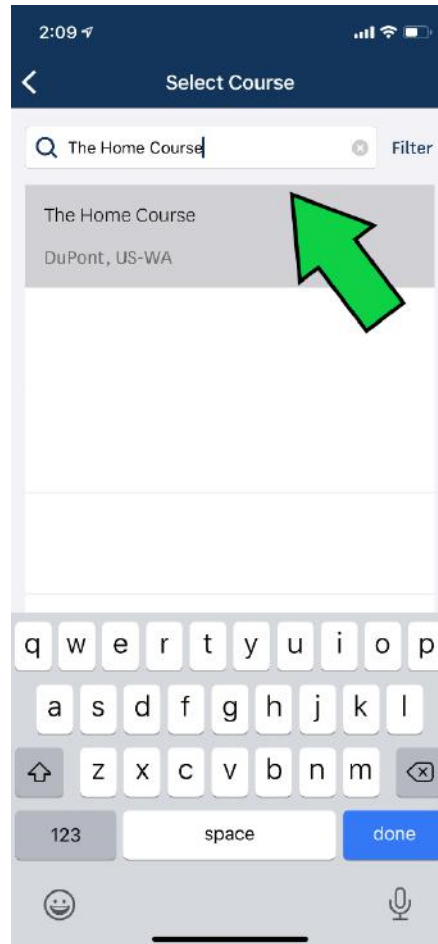 2:09
Select Course
The Home Course Filter
The Home Course
DuPont, US-WA
q w e r t y u i o p
a s d f g h j k l
z x c v b n m
123 space done